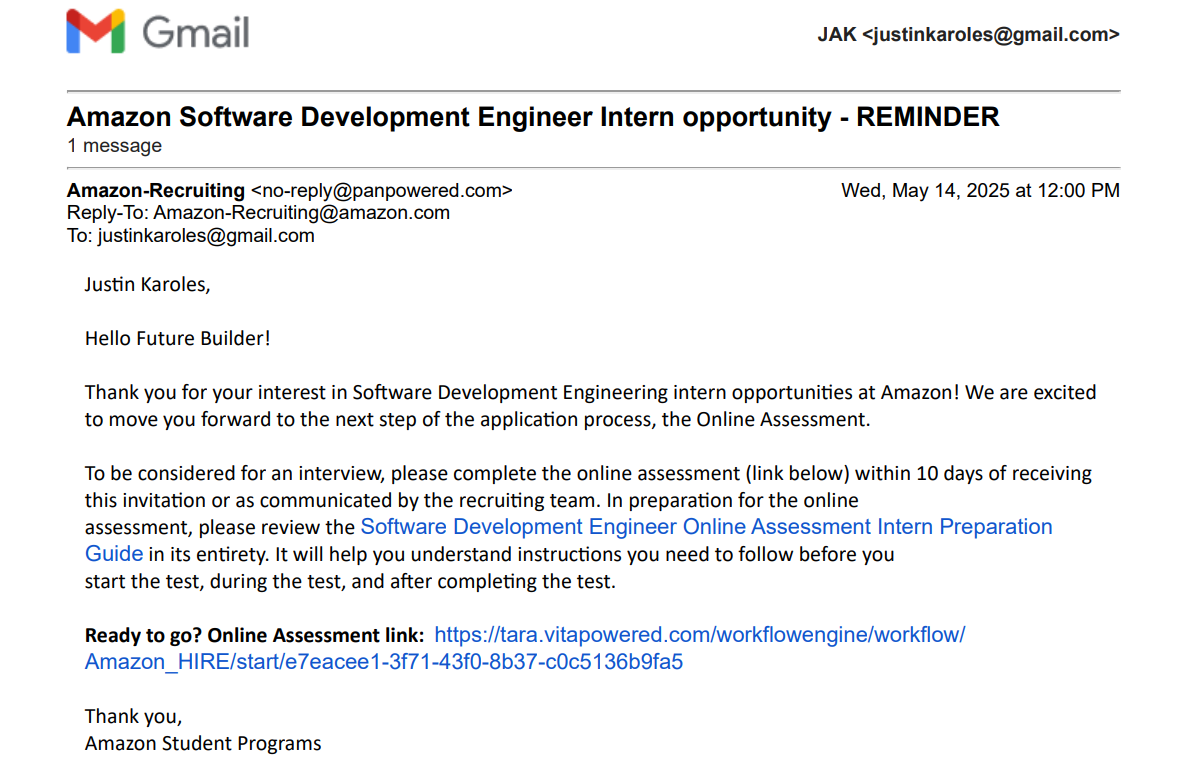 Gmail
JAK <justinkaroles@gmail.com>
Amazon Software Development Engineer Intern opportunity - REMINDER
1 message
Amazon-Recruiting <no-reply@panpowered.com>
Wed, May 14, 2025 at 12:00 PM
Reply-To: Amazon-Recruiting@amazon.com
To: justinkaroles@gmail.com
Justin Karoles,
Hello Future Builder!
Thank you for your interest in Software Development Engineering intern opportunities at Amazon! We are excited
to move you forward to the next step of the application process, the Online Assessment.
To be considered for an interview, please complete the online assessment (link below) within 10 days of receiving
this invitation or as communicated by the recruiting team. In preparation for the online
assessment, please review the Software Development Engineer Online Assessment Intern Preparation
Guide in its entirety. It will help you understand instructions you need to follow before you
start the test, during the test, and after completing the test.
Ready to go? Online Assessment link: https://tara.vitapowered.com/workflowengine/workflow/
Amazon_HIRE/start/e7eacee1-3f71-43f0-8b37-c0c5136b9fa5
Thank you,
Amazon Student Programs